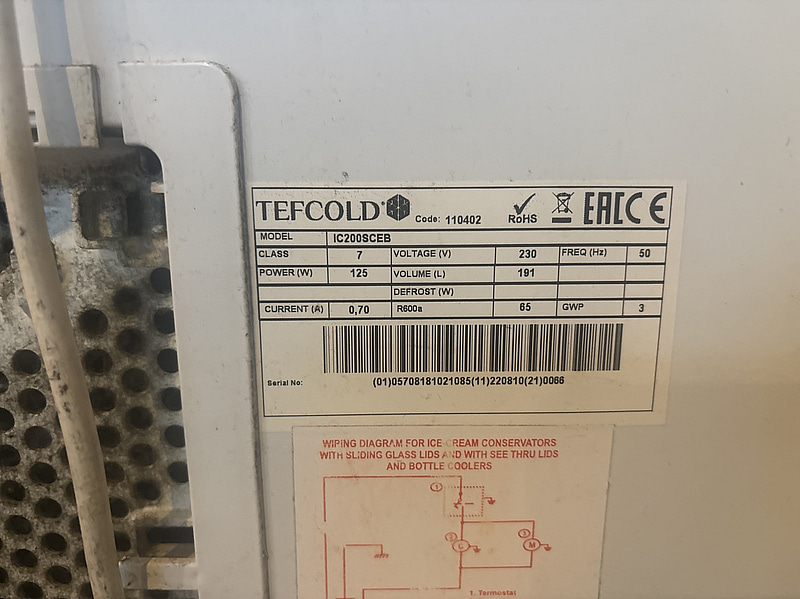 TEFCOLD Code: 110402 RoHS EAC CE
MODEL IC200SCEB
CLASS 7 VOLTAGE (V) 230 FREQ (Hz) 50
POWER (W) 125 VOLUME (L) 191
DEFROST (W)
CURRENT (A) 0,70 R600a 65 GWP 3
Serial No: (01)05708181021085(11)220810(21)0066
WIPING DIAGRAM FOR ICE-CREAM CONSERVATORS
WITH SLIDING GLASS LIDS AND WITH SEE THRU LIDS
AND BOTTLE COOLERS
1
2 C 3 M
1. Termostat